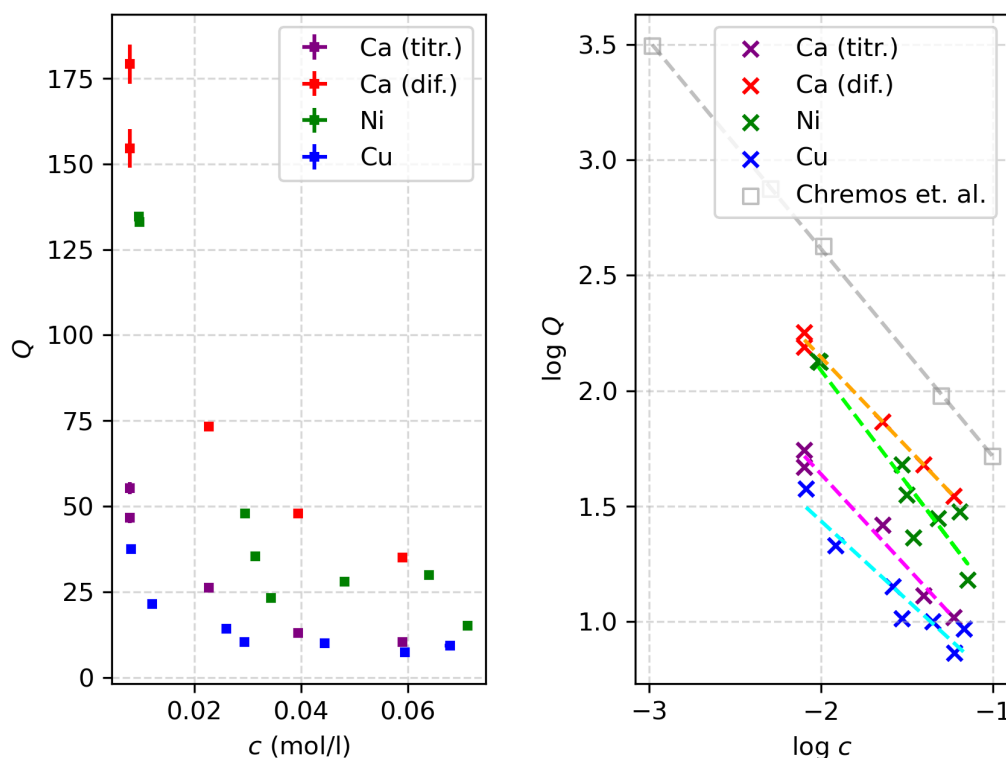 Q
175
150
125
100
75
50
25
0
0.02
0.04
0.06
c (mol/l)
Ca (titr.)
Ca (dif.)
Ni
Cu
log Q
3.5
3.0
2.5
2.0
1.5
1.0
−3
−2
−1
log c
Ca (titr.)
Ca (dif.)
Ni
Cu
Chremos et. al.